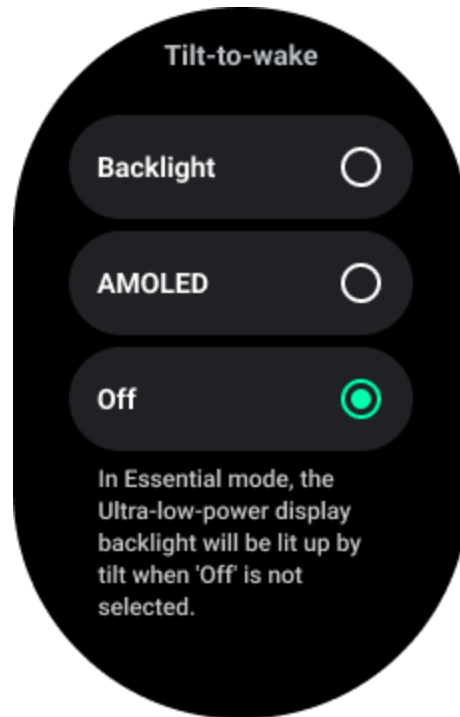 Tilt-to-wake
Backlight
AMOLED
Off
In Essential mode, the
Ultra-low-power display
backlight will be lit up by
tilt when 'Off' is not
selected.